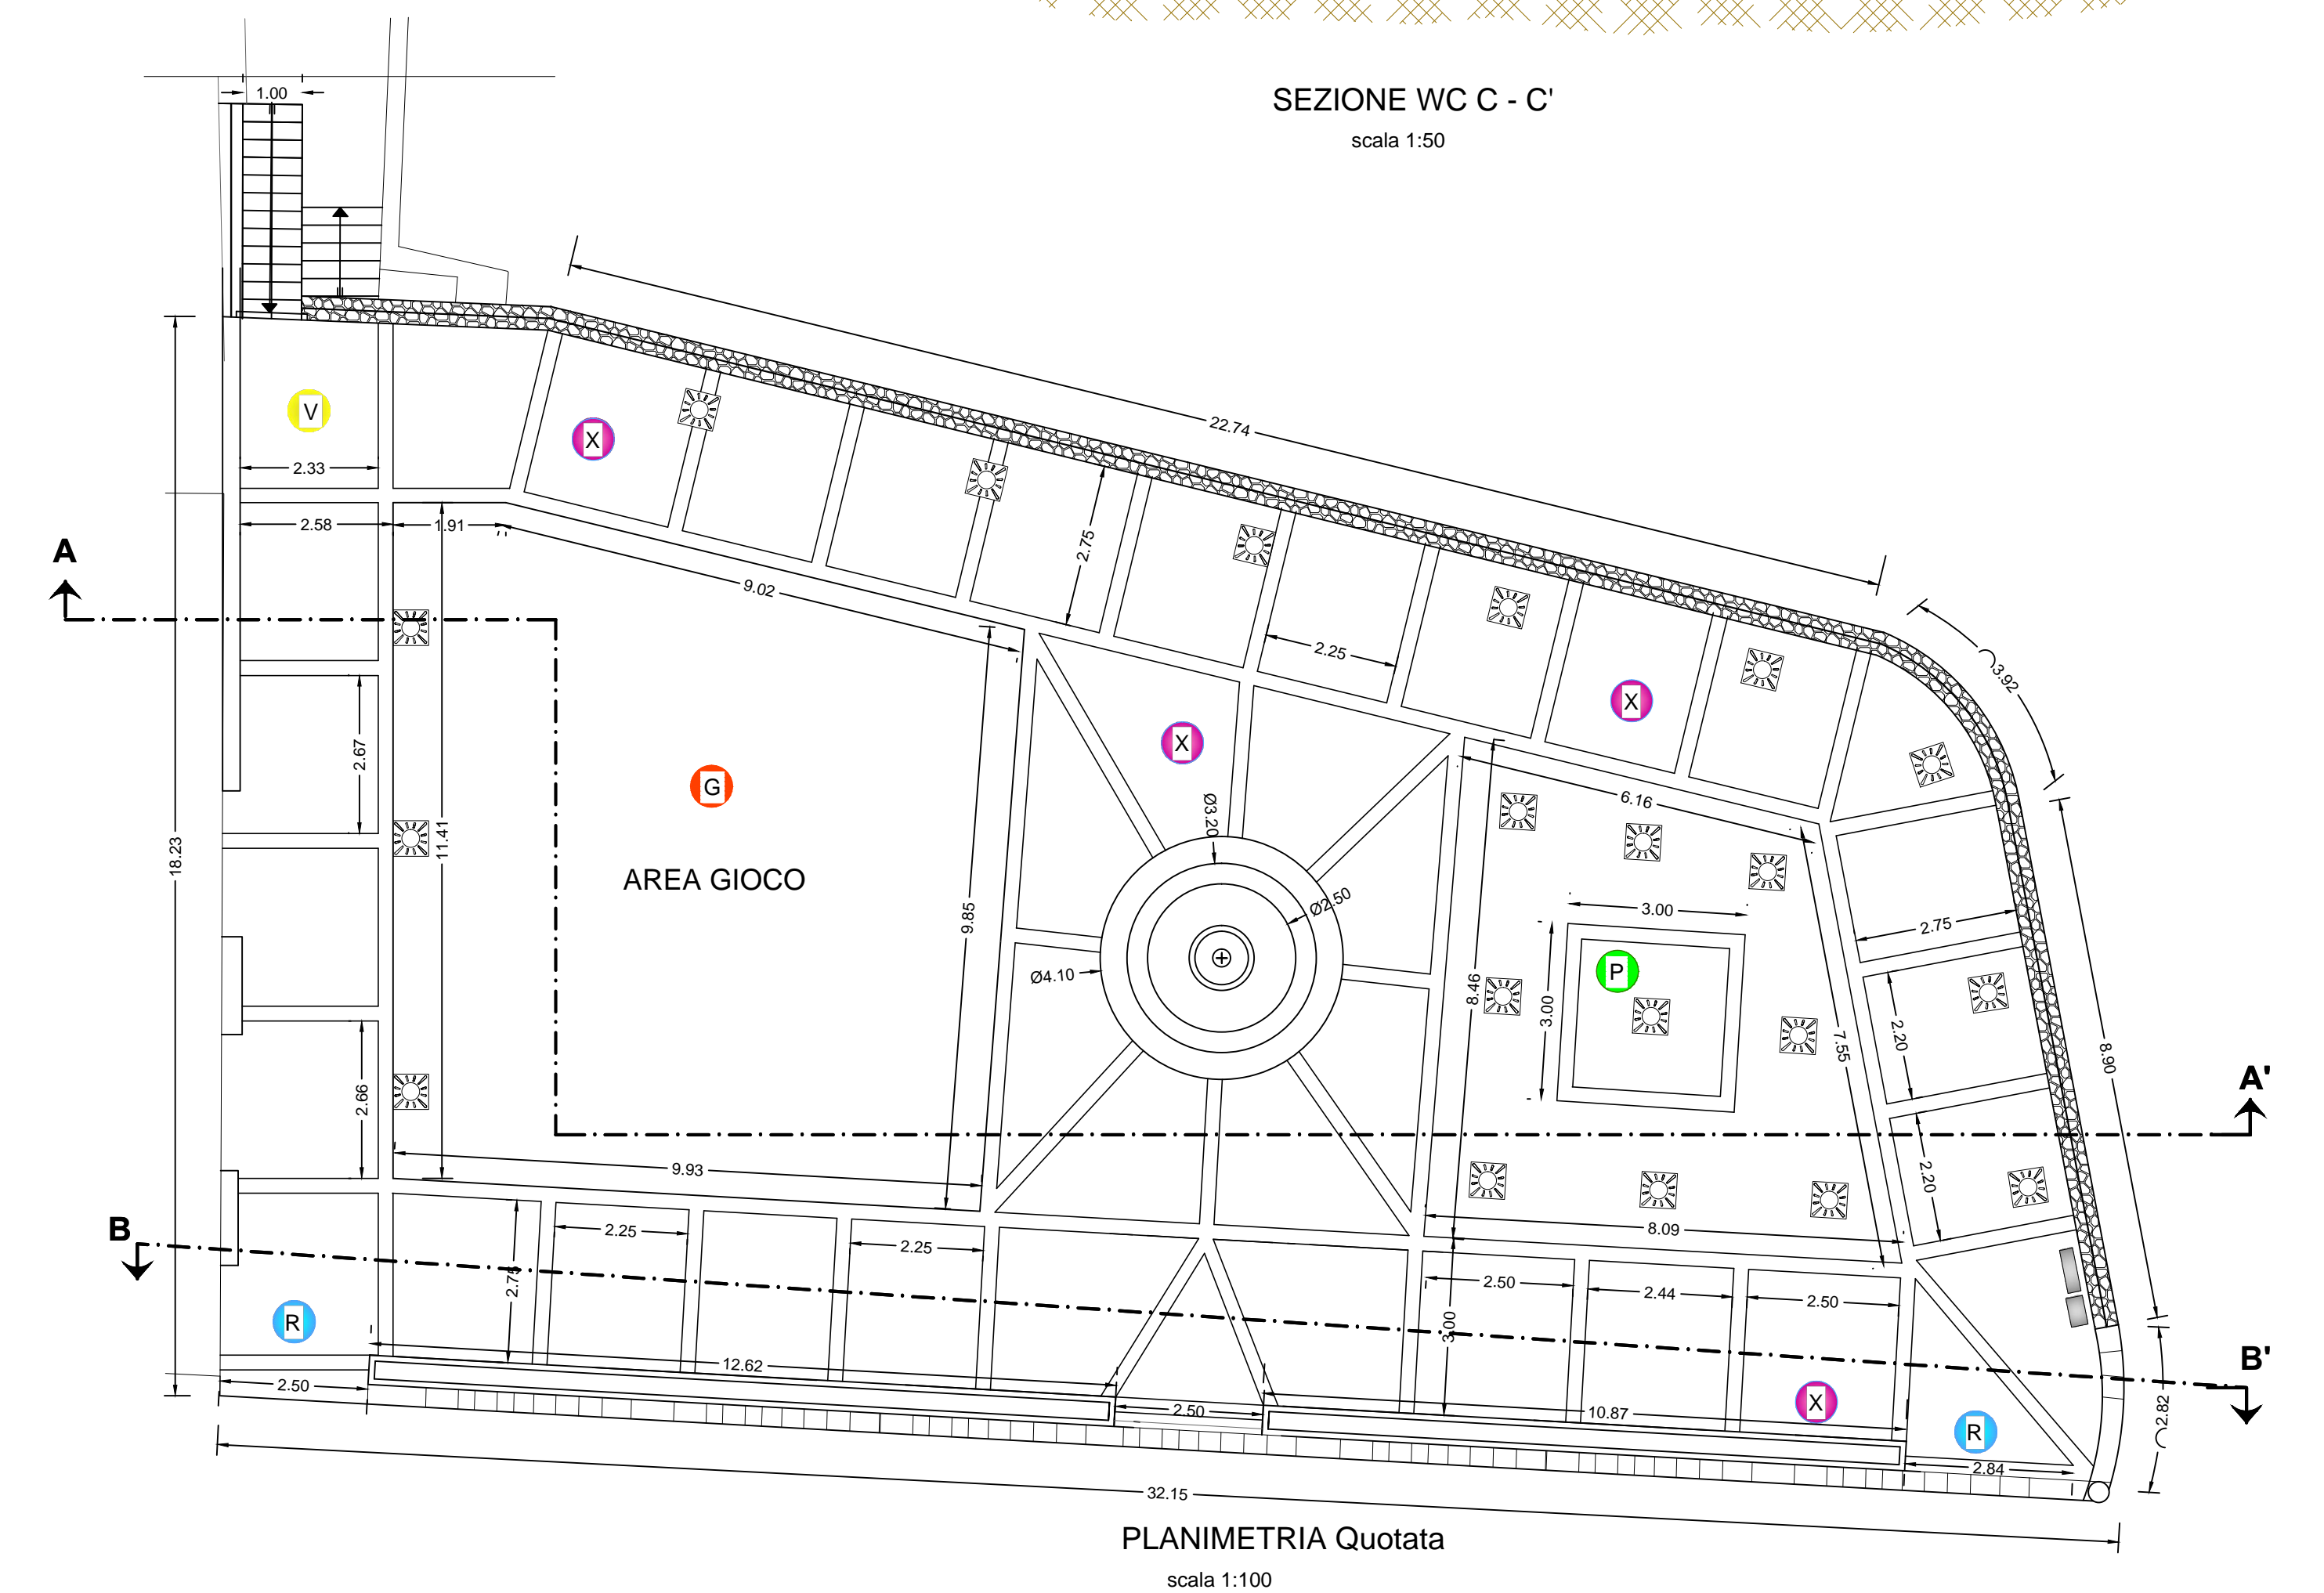 SEZIONE WC C - C'
scala 1:50
1.00
22.74
V
X
2.33
2.58
1.91
A
2.75
9.02
2.25
3.92
X
X
2.67
G
Ø3.20
6.16
18.23
11.41
AREA GIOCO
9.85
Ø2.50
3.00
2.75
P
Ø4.10
8.46
3.00
2.20
7.55
8.90
2.66
A'
9.93
2.20
B
2.25
2.25
8.09
2.75
2.50
2.44
2.50
R
3.00
12.62
B'
2.50
2.50
10.87
X
2.82
R
2.84
32.15
PLANIMETRIA Quotata
scala 1:100